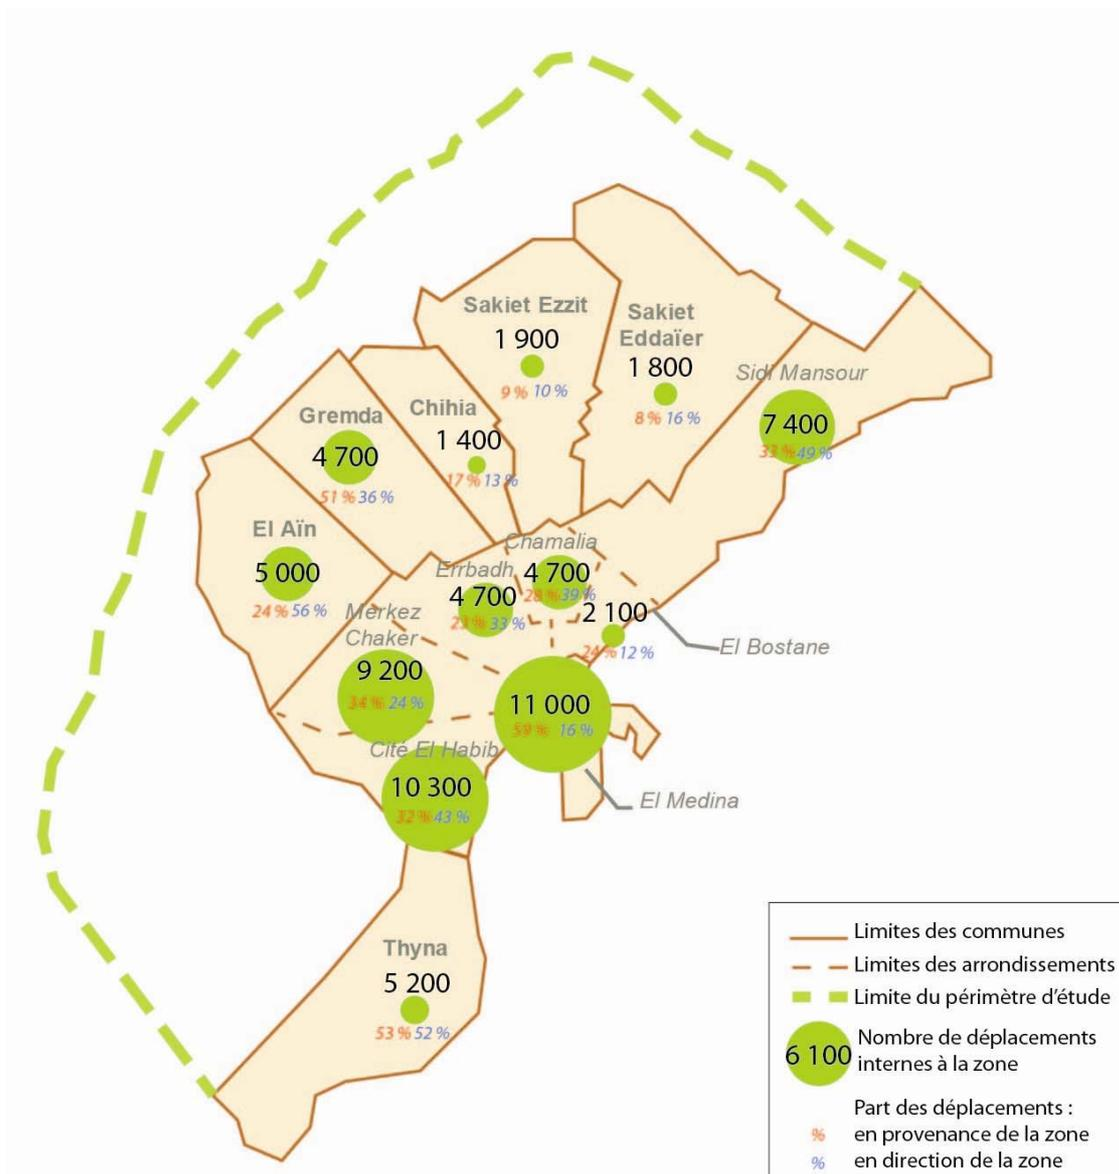 Sakiet Ezzit
1 900
9 % 10 %
Sakiet
Eddaïer
1 800
8 % 16 %
Sidi Mansour
7 400
33 % 49 %
Chihia
1 400
17 % 13 %
Gremda
4 700
51 % 36 %
El Aïn
5 000
24 % 56 %
Chamalia
4 700
28 % 39 %
Errbadh
4 700
23 % 33 %
2 100
24 % 12 %
El Bostane
Merkez
Chaker
9 200
34 % 24 %
11 000
59 % 16 %
El Medina
Cité El Habib
10 300
32 % 43 %
Thyna
5 200
53 % 52 %
Limites des communes
Limites des arrondissements
Limite du périmètre d'étude
6 100
Nombre de déplacements
internes à la zone
Part des déplacements :
% en provenance de la zone
% en direction de la zone